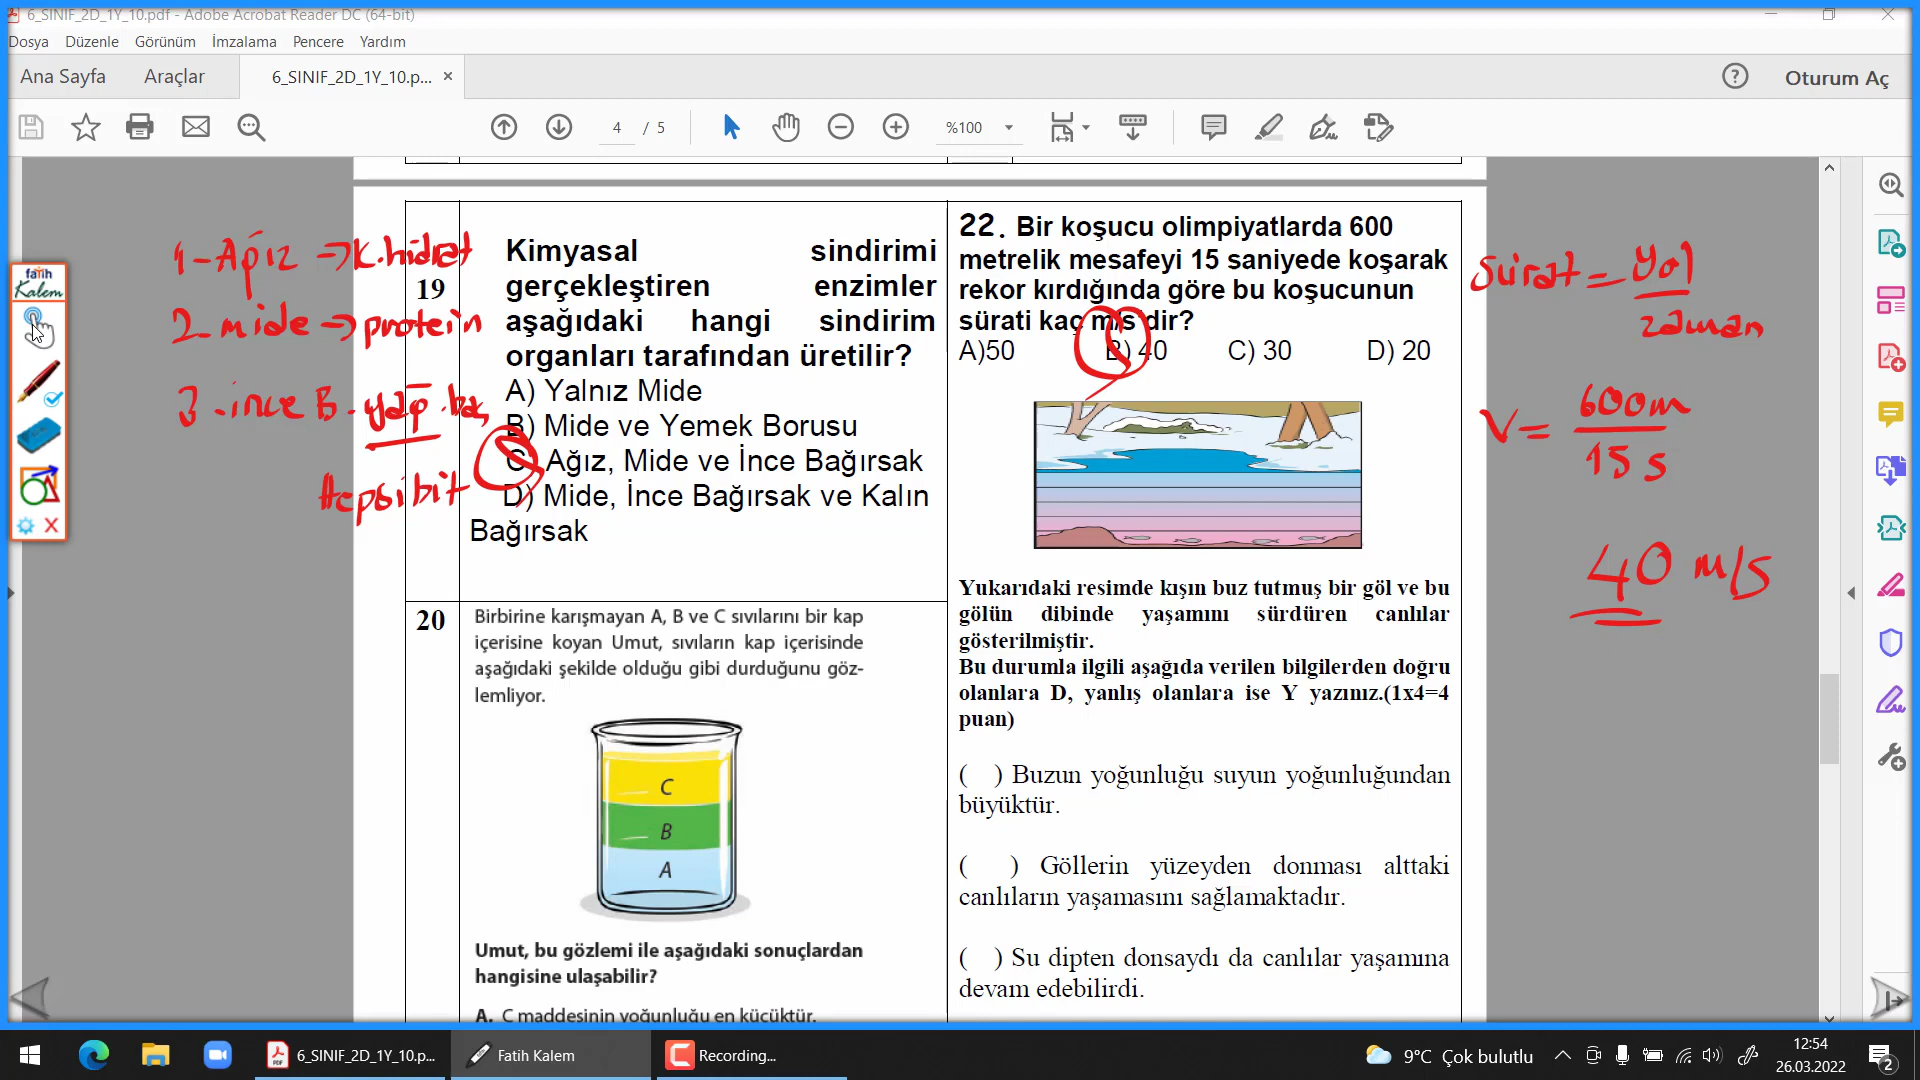 6_SINIF_2D_1Y_10.pdf - Adobe Acrobat Reader DC (64-bit)
Dosya Düzenle Görünüm İmzalama Pencere Yardım
Ana Sayfa Araçlar 6_SINIF_2D_1Y_10.p... × Oturum Aç
4 / 5 %100
fatih
Kalem
1-Ağız → K.hidrat
2-mide → protein
3-ince B. yağ
Hepsi bit
19
Kimyasal sindirimi
gerçekleştiren enzimler
aşağıdaki hangi sindirim
organları tarafından üretilir?
A) Yalnız Mide
B) Mide ve Yemek Borusu
C) Ağız, Mide ve İnce Bağırsak
D) Mide, İnce Bağırsak ve Kalın
Bağırsak
20
Birbirine karışmayan A, B ve C sıvılarını bir kap
içerisine koyan Umut, sıvıların kap içerisinde
aşağıdaki şekilde olduğu gibi durduğunu göz-
lemliyor.
C
B
A
Umut, bu gözlemi ile aşağıdaki sonuçlardan
hangisine ulaşabilir?
A. C maddesinin yoğunluğu en küçüktür.
22. Bir koşucu olimpiyatlarda 600
metrelik mesafeyi 15 saniyede koşarak
rekor kırdığında göre bu koşucunun
sürati kaç m/s'dir?
A)50 B) 40 C) 30 D) 20
Yukarıdaki resimde kışın buz tutmuş bir göl ve bu
gölün dibinde yaşamını sürdüren canlılar
gösterilmiştir.
Bu durumla ilgili aşağıda verilen bilgilerden doğru
olanlara D, yanlış olanlara ise Y yazınız.(1x4=4
puan)
( ) Buzun yoğunluğu suyun yoğunluğundan
büyüktür.
( ) Göllerin yüzeyden donması alttaki
canlıların yaşamasını sağlamaktadır.
( ) Su dipten donsaydı da canlılar yaşamına
devam edebilirdi.
Sürat = yol
zaman
V = 600m
15 s
40 m/s
6_SINIF_2D_1Y_10.p... Fatih Kalem Recording... 9°C Çok bulutlu 12:54
26.03.2022
2